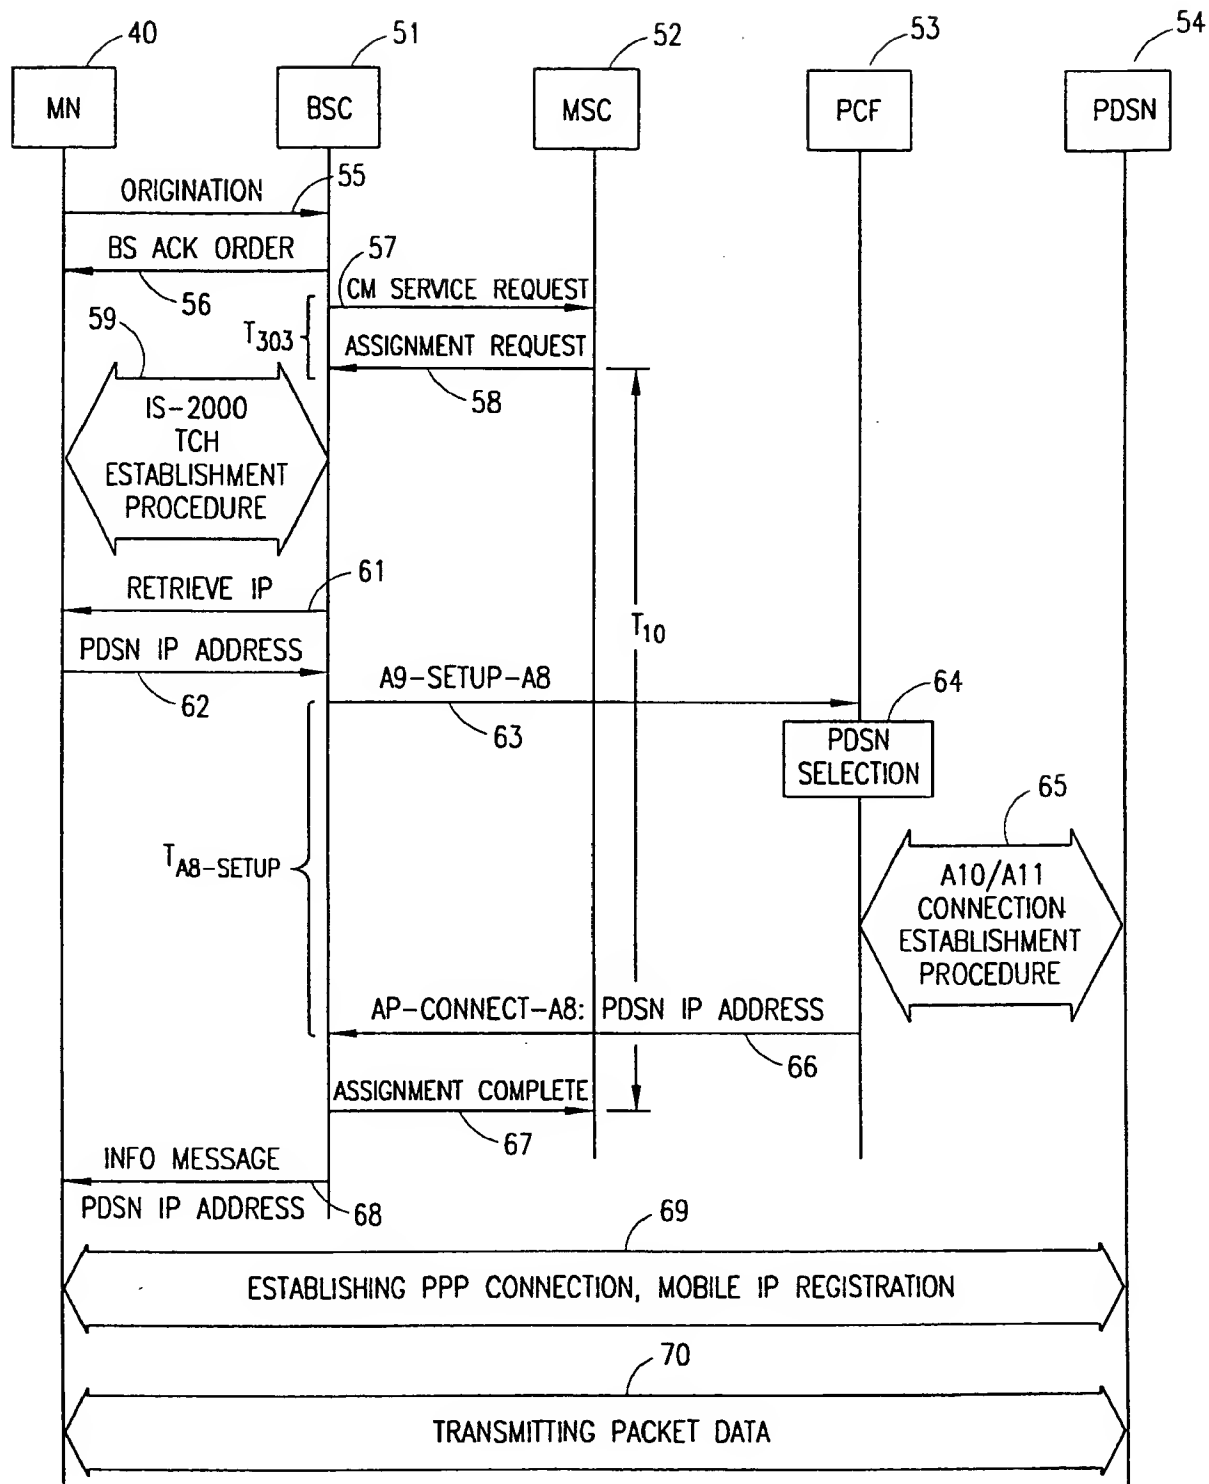 40
51
52
53
54
MN
BSC
MSC
PCF
PDSN
ORIGINATION
55
BS ACK ORDER
56
57
CM SERVICE REQUEST
T303
59
ASSIGNMENT REQUEST
58
IS-2000
TCH
ESTABLISHMENT
PROCEDURE
RETRIEVE IP
61
T10
PDSN IP ADDRESS
62
A9-SETUP-A8
63
64
PDSN
SELECTION
65
TA8-SETUP
A10/A11
CONNECTION
ESTABLISHMENT
PROCEDURE
AP-CONNECT-A8: PDSN IP ADDRESS
66
ASSIGNMENT COMPLETE
67
INFO MESSAGE
PDSN IP ADDRESS
68
69
ESTABLISHING PPP CONNECTION, MOBILE IP REGISTRATION
70
TRANSMITTING PACKET DATA